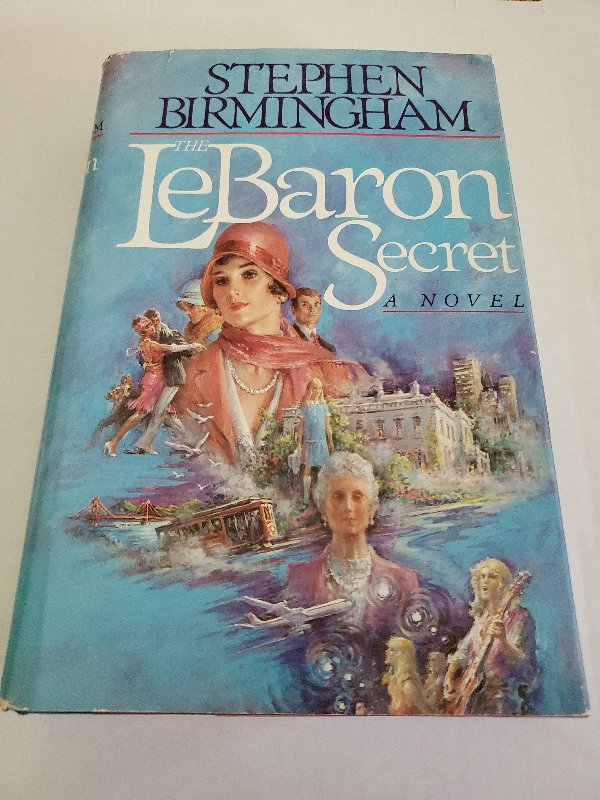 STEPHEN
BIRMINGHAM
THE
LeBaron
Secret
A NOVEL